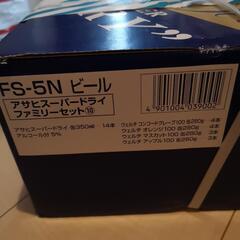 FS-5N ビール
アサヒスーパードライ
ファミリーセット⑩
4 901004 039002
アサヒスーパードライ 缶350ml 14本
アルコール分 5%
ウェルチ コンコードグレープ100 缶280g 4本
ウェルチ オレンジ100 缶280g 4本
ウェルチ マスカット100 缶280g 3本
ウェルチ アップル100 缶280g 3本